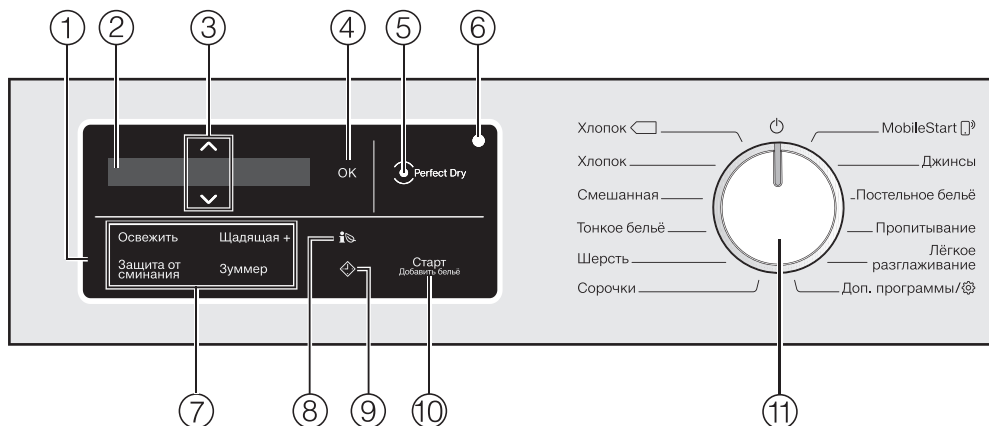 ① ② ③ ④ ⑤ ⑥
OK
Perfect Dry
Освежить
Щадящая +
Защита от
сминания
Зуммер
Старт
Добавить бельё
Хлопок
Хлопок
Смешанная
Тонкое бельё
Шерсть
Сорочки
MobileStart
Джинсы
Постельное бельё
Пропитывание
Лёгкое
разглаживание
Доп. программы/
⑦ ⑧ ⑨ ⑩ ⑪